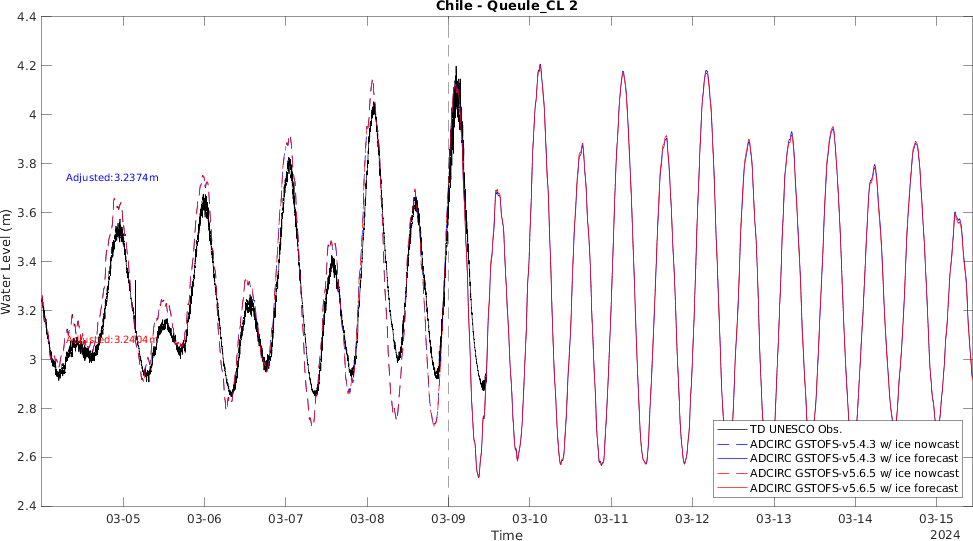 Chile - Queule_CL 2
4.4
4.2
4
3.8
3.6
3.4
3.2
3
2.8
2.6
2.4
Water Level (m)
Adjusted:3.2374m
Adjusted:3.2404m
TD UNESCO Obs.
ADCIRC GSTOFS-v5.4.3 w/ ice nowcast
ADCIRC GSTOFS-v5.4.3 w/ ice forecast
ADCIRC GSTOFS-v5.6.5 w/ ice nowcast
ADCIRC GSTOFS-v5.6.5 w/ ice forecast
03-05 03-06 03-07 03-08 03-09 03-10 03-11 03-12 03-13 03-14 03-15
Time
2024